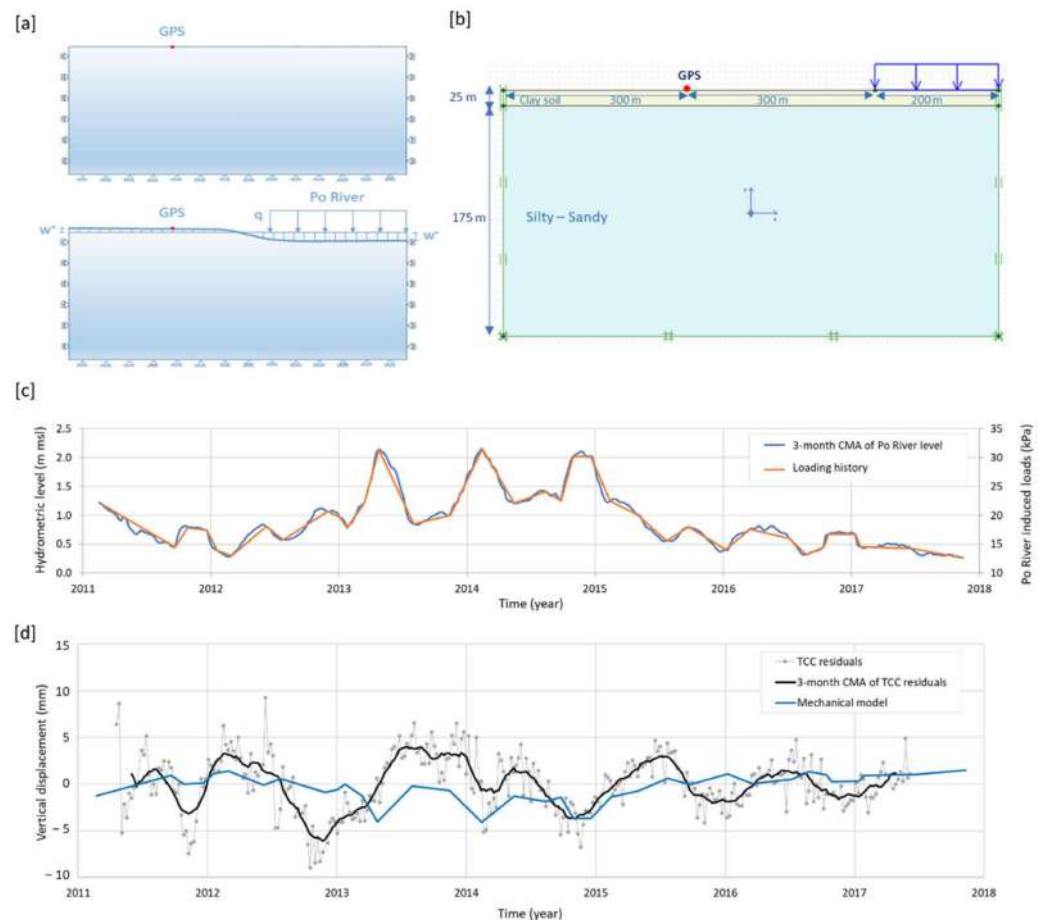 [a]
GPS
Po River
GPS
q
W⁺
W⁻
[b]
GPS
25 m
Clay soil
300 m
300 m
200 m
175 m
Silty – Sandy
[c]
Hydrometric level (m msl)
2.5
2.0
1.5
1.0
0.5
0.0
3-month CMA of Po River level
Loading history
35
30
25
20
15
10
Po River induced loads (kPa)
2011 2012 2013 2014 2015 2016 2017 2018
Time (year)
[d]
Vertical displacement (mm)
15
10
5
0
−5
−10
TCC residuals
3-month CMA of TCC residuals
Mechanical model
2011 2012 2013 2014 2015 2016 2017 2018
Time (year)